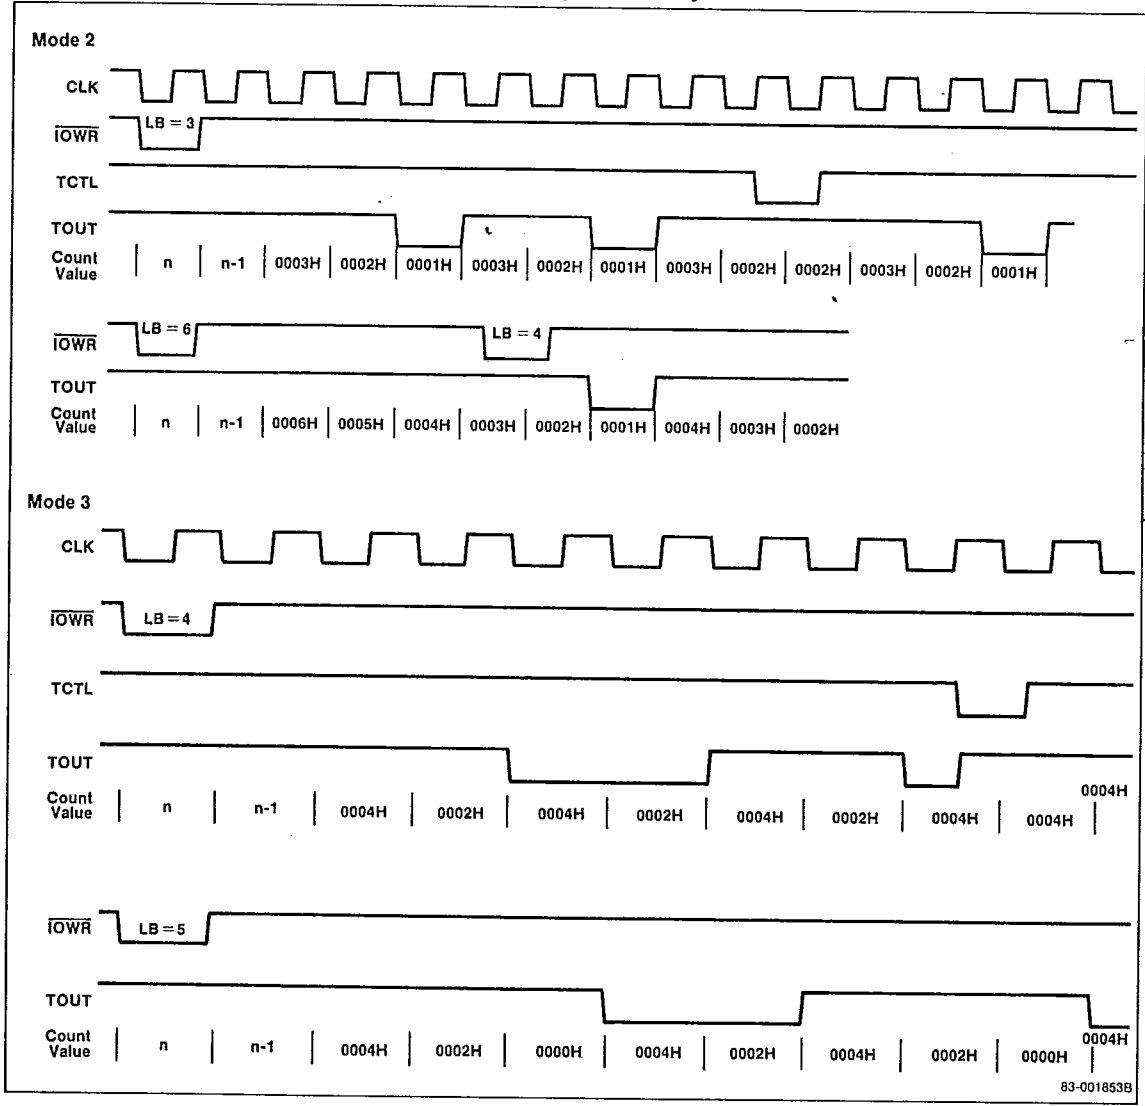 Mode 2
CLK
IOWR LB = 3
TCTL
TOUT
Count Value n n-1 0003H 0002H 0001H 0003H 0002H 0001H 0003H 0002H 0002H 0003H 0002H 0001H
IOWR LB = 6 LB = 4
TOUT
Count Value n n-1 0006H 0005H 0004H 0003H 0002H 0001H 0004H 0003H 0002H
Mode 3
CLK
IOWR LB = 4
TCTL
TOUT
Count Value n n-1 0004H 0002H 0004H 0002H 0004H 0002H 0004H 0004H 0004H
IOWR LB = 5
TOUT
Count Value n n-1 0004H 0002H 0000H 0004H 0002H 0004H 0002H 0000H 0004H
83-001853B